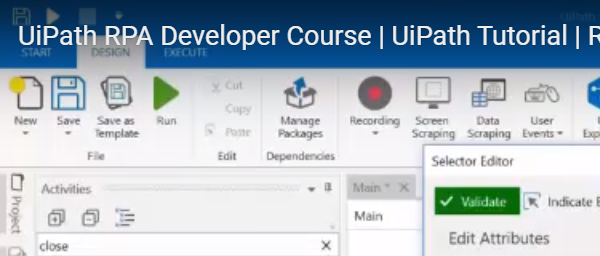 UiPath RPA Developer Course | UiPath Tutorial | R
START DESIGN EXECUTE
New Save Save as Template Run
Cut
Copy
Paste
Manage Packages
Recording Screen Scraping Data Scraping User Events
File Edit Dependencies
Selector Editor
Activities
Main * X
Validate Indicate E
Project
Main
Edit Attributes
close